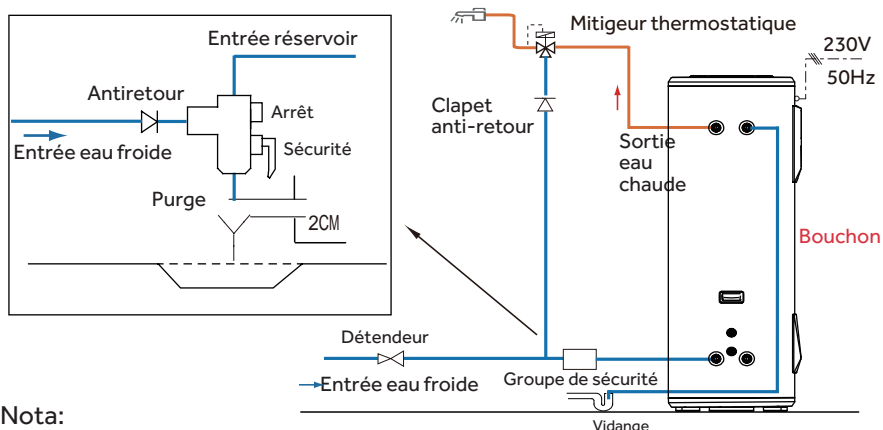 Entrée réservoir
Antiretour
Arrêt
Entrée eau froide
Sécurité
Purge
2CM
Mitigeur thermostatique
230V
50Hz
Clapet
anti-retour
Sortie
eau
chaude
Bouchon
Détendeur
Entrée eau froide
Groupe de sécurité
Vidange
Nota: